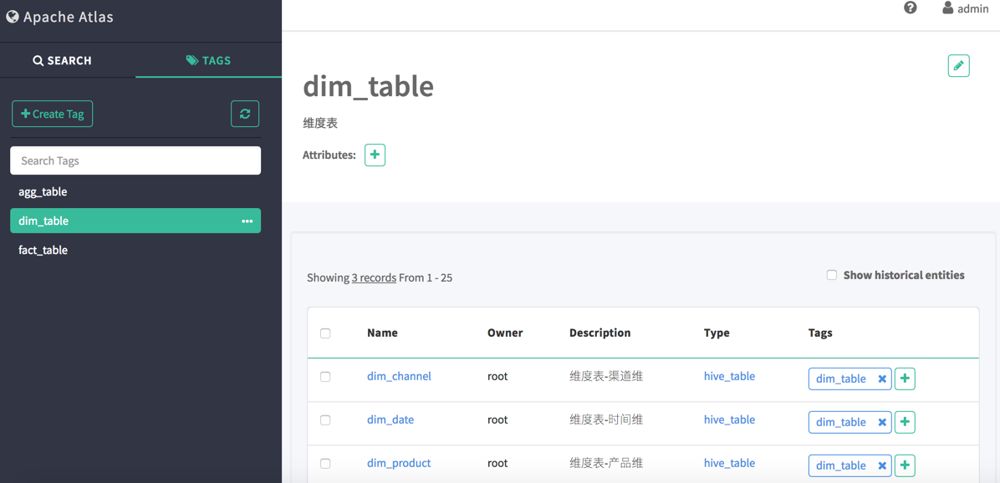 Apache Atlas
admin
SEARCH
TAGS
Create Tag
Search Tags
agg_table
dim_table
fact_table
dim_table
维度表
Attributes:
Showing 3 records From 1 - 25
Show historical entities
Name Owner Description Type Tags
dim_channel root 维度表-渠道维 hive_table dim_table
dim_date root 维度表-时间维 hive_table dim_table
dim_product root 维度表-产品维 hive_table dim_table